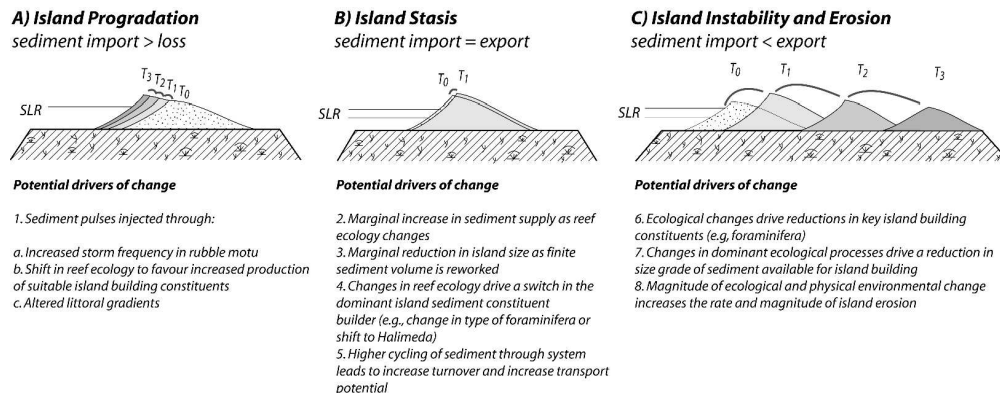 A) Island Progradation
sediment import > loss
T3
T2
T1
T0
SLR
Potential drivers of change
1. Sediment pulses injected through:
a. Increased storm frequency in rubble motu
b. Shift in reef ecology to favour increased production
of suitable island building constituents
c. Altered littoral gradients
B) Island Stasis
sediment import = export
T0
T1
SLR
Potential drivers of change
2. Marginal increase in sediment supply as reef
ecology changes
3. Marginal reduction in island size as finite
sediment volume is reworked
4. Changes in reef ecology drive a switch in the
dominant island sediment constituent
builder (e.g., change in type of foraminifera or
shift to Halimeda)
5. Higher cycling of sediment through system
leads to increase turnover and increase transport
potential
C) Island Instability and Erosion
sediment import < export
T0
T1
T2
T3
SLR
Potential drivers of change
6. Ecological changes drive reductions in key island building
constituents (e.g, foraminifera)
7. Changes in dominant ecological processes drive a reduction in
size grade of sediment available for island building
8. Magnitude of ecological and physical environmental change
increases the rate and magnitude of island erosion